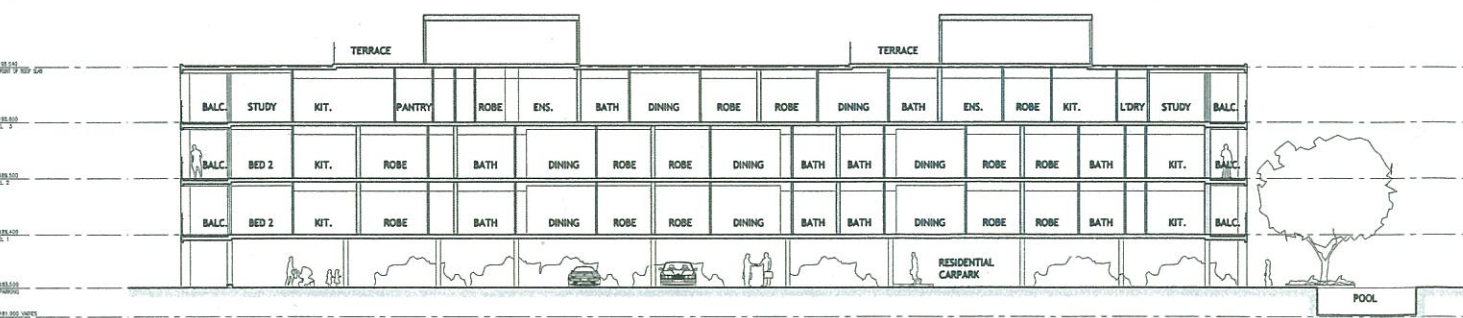 TERRACE TERRACE
BALC. STUDY KIT. PANTRY ROBE ENS. BATH DINING ROBE ROBE DINING BATH ENS. ROBE KIT. L'DRY STUDY BALC.
BALC. BED 2 KIT. ROBE BATH DINING ROBE ROBE DINING BATH BATH DINING ROBE ROBE BATH KIT. BALC.
BALC. BED 2 KIT. ROBE BATH DINING ROBE ROBE DINING BATH BATH DINING ROBE ROBE BATH KIT. BALC.
RESIDENTIAL
CARPARK
POOL